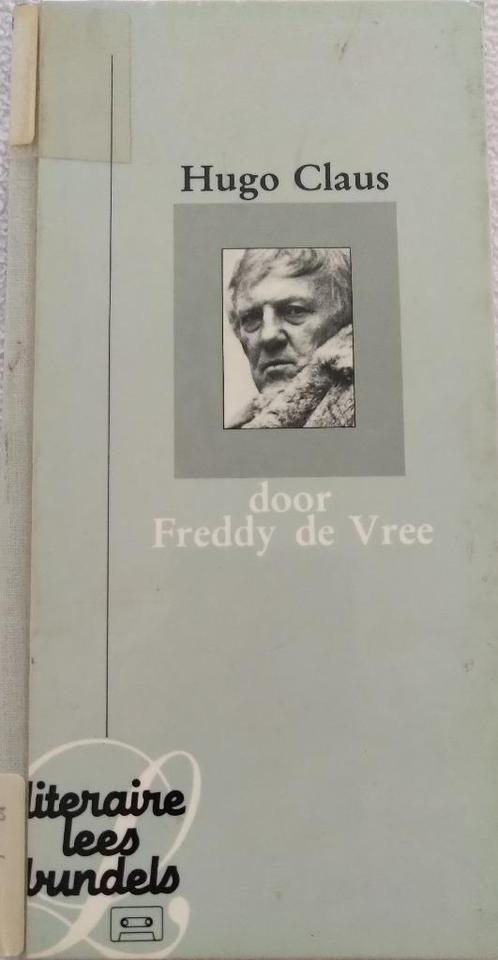 Hugo Claus
door
Freddy de Vree
literaire
lees
bundels